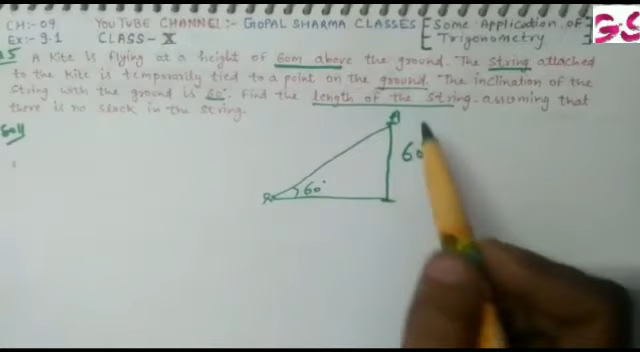 CH:- 09 YOUTUBE CHANNEL:- GOPAL SHARMA CLASSES [Some Application of
Ex:- 9.1 CLASS- X Trigonometry]
GS
5 A Kite is flying at a height of 60m above the ground. The String attached
to the Kite is temporarily tied to a point on the ground. The inclination of the
String with the ground is 60°. Find the length of the String. assuming that
there is no slack in the string.
Sol
A
60
60°